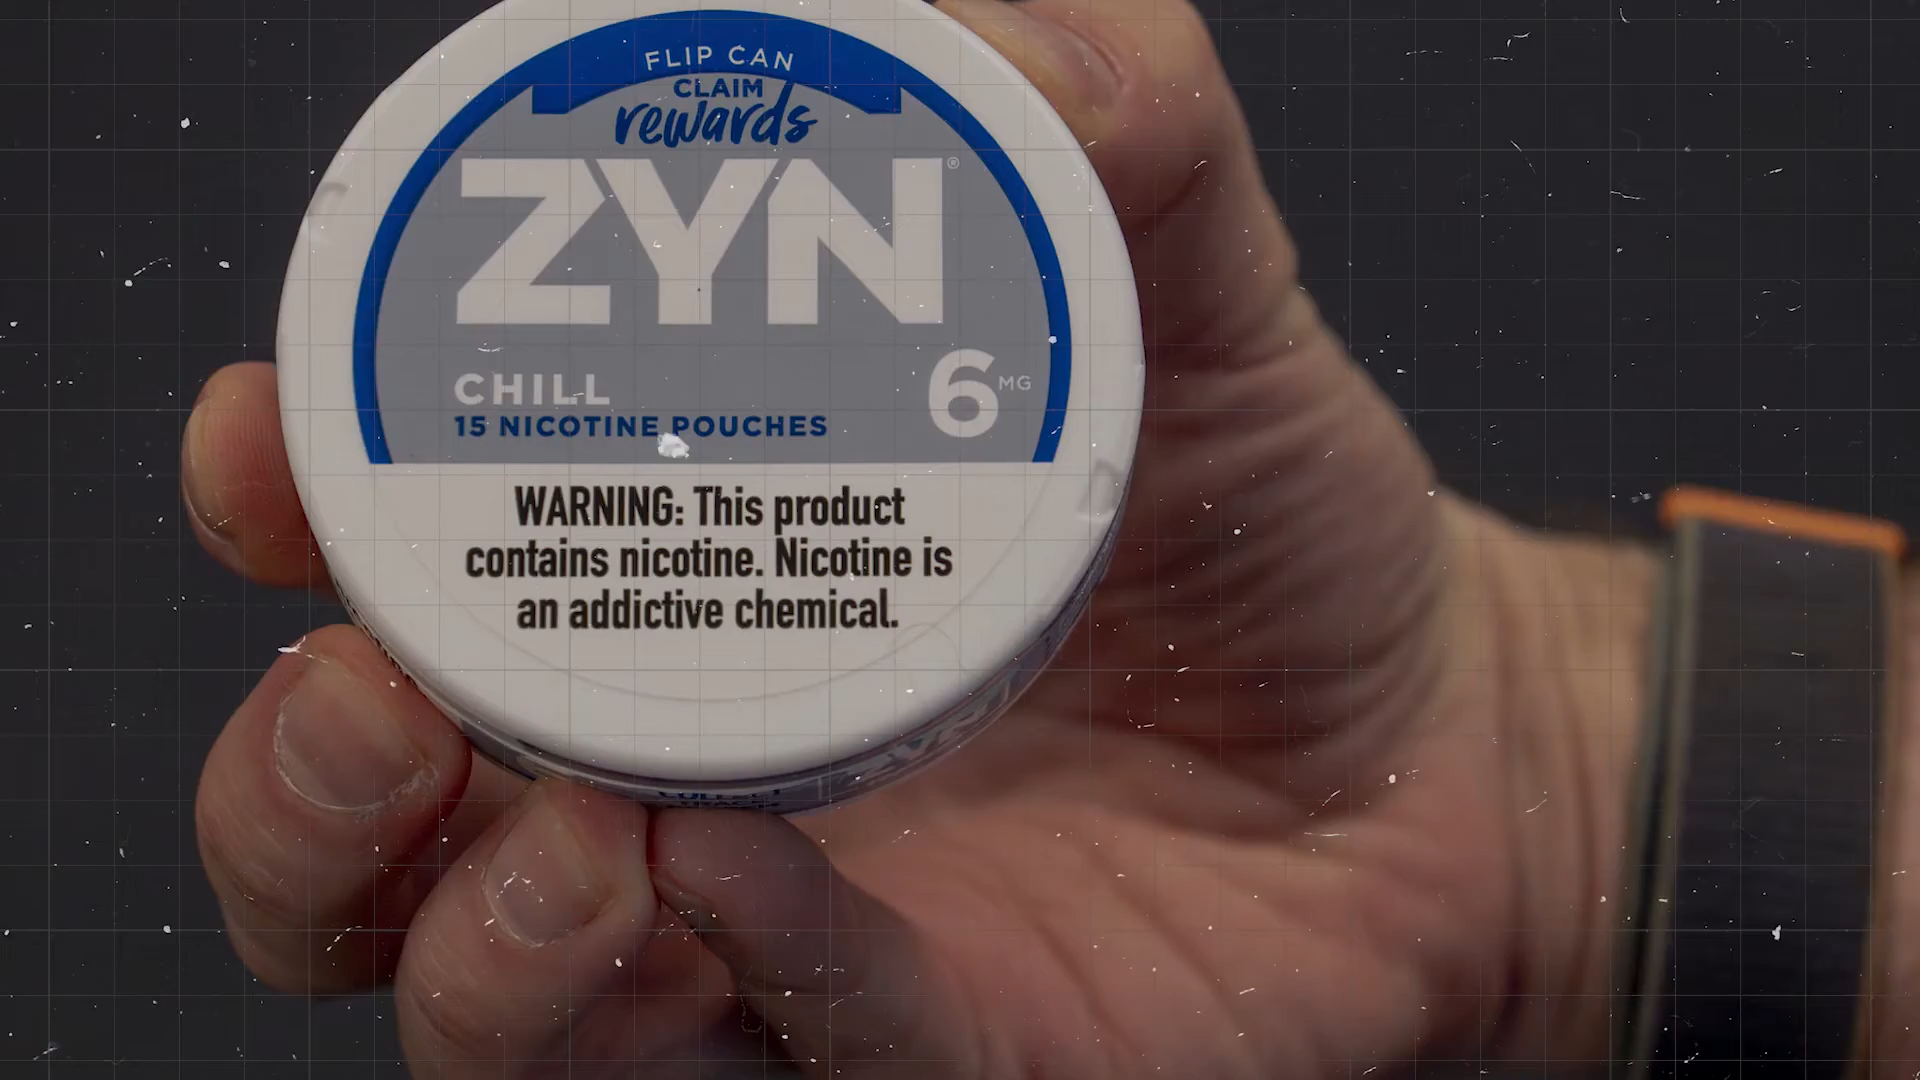 FLIP CAN
CLAIM
rewards
ZYN®
CHILL
6 MG
15 NICOTINE POUCHES
WARNING: This product
contains nicotine. Nicotine is
an addictive chemical.